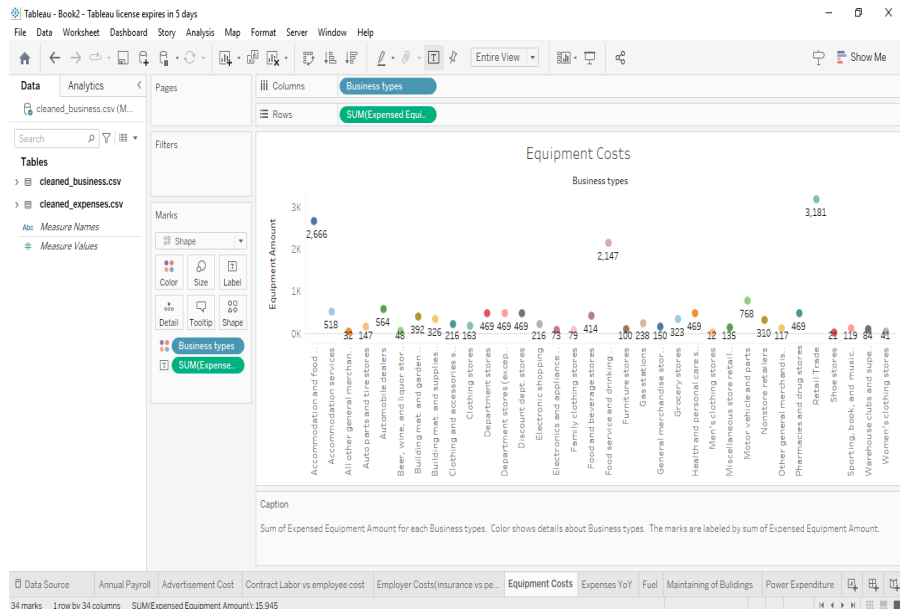 Tableau - Book2 - Tableau license expires in 5 days
File Data Worksheet Dashboard Story Analysis Map Format Server Window Help
Entire View
Show Me
Data Analytics
cleaned_business.csv (M...
Search
Tables
cleaned_business.csv
cleaned_expenses.csv
Abc Measure Names
# Measure Values
Pages
Filters
Marks
Shape
Color Size Label
Detail Tooltip Shape
Business types
SUM(Expense..
Columns
Business types
Rows
SUM(Expensed Equi..
Equipment Costs
Business types
Equipment Amount
3K
2K
1K
0K
2,666
518
32
147
564
48
392
326
216
163
469
469
469
216
73
79
414
2,147
100
238
150
323
469
12
135
768
310
117
469
3,181
21
119
84
41
Accommodation and food ..
Accommodation services
All other general merchan..
Auto parts and tire stores
Automobile dealers
Beer, wine, and liquor stor..
Building mat. and garden..
Building mat. and supplies..
Clothing and accessories s..
Clothing stores
Department stores
Department stores (excep..
Discount dept. stores
Electronic shopping
Electronics and appliance ..
Family clothing stores
Food and beverage stores
Food service and drinking..
Furniture stores
Gas stations
General merchandise stor..
Grocery stores
Health and personal care s..
Men's clothing stores
Miscellaneous store retail..
Motor vehicle and parts
Nonstore retailers
Other general merchandis..
Pharmacies and drug stores
Retail Trade
Shoe stores
Sporting, book, and music..
Warehouse clubs and supe..
Women's clothing stores
Caption
Sum of Expensed Equipment Amount for each Business types. Color shows details about Business types. The marks are labeled by sum of Expensed Equipment Amount.
Data Source Annual Payroll Advertisement Cost Contract Labor vs employee cost Employer Costs(insurance vs pe... Equipment Costs Expenses YoY Fuel Maintaining of Bulidings Power Expenditure
34 marks 1 row by 34 columns SUM(Expensed Equipment Amount): 15,945